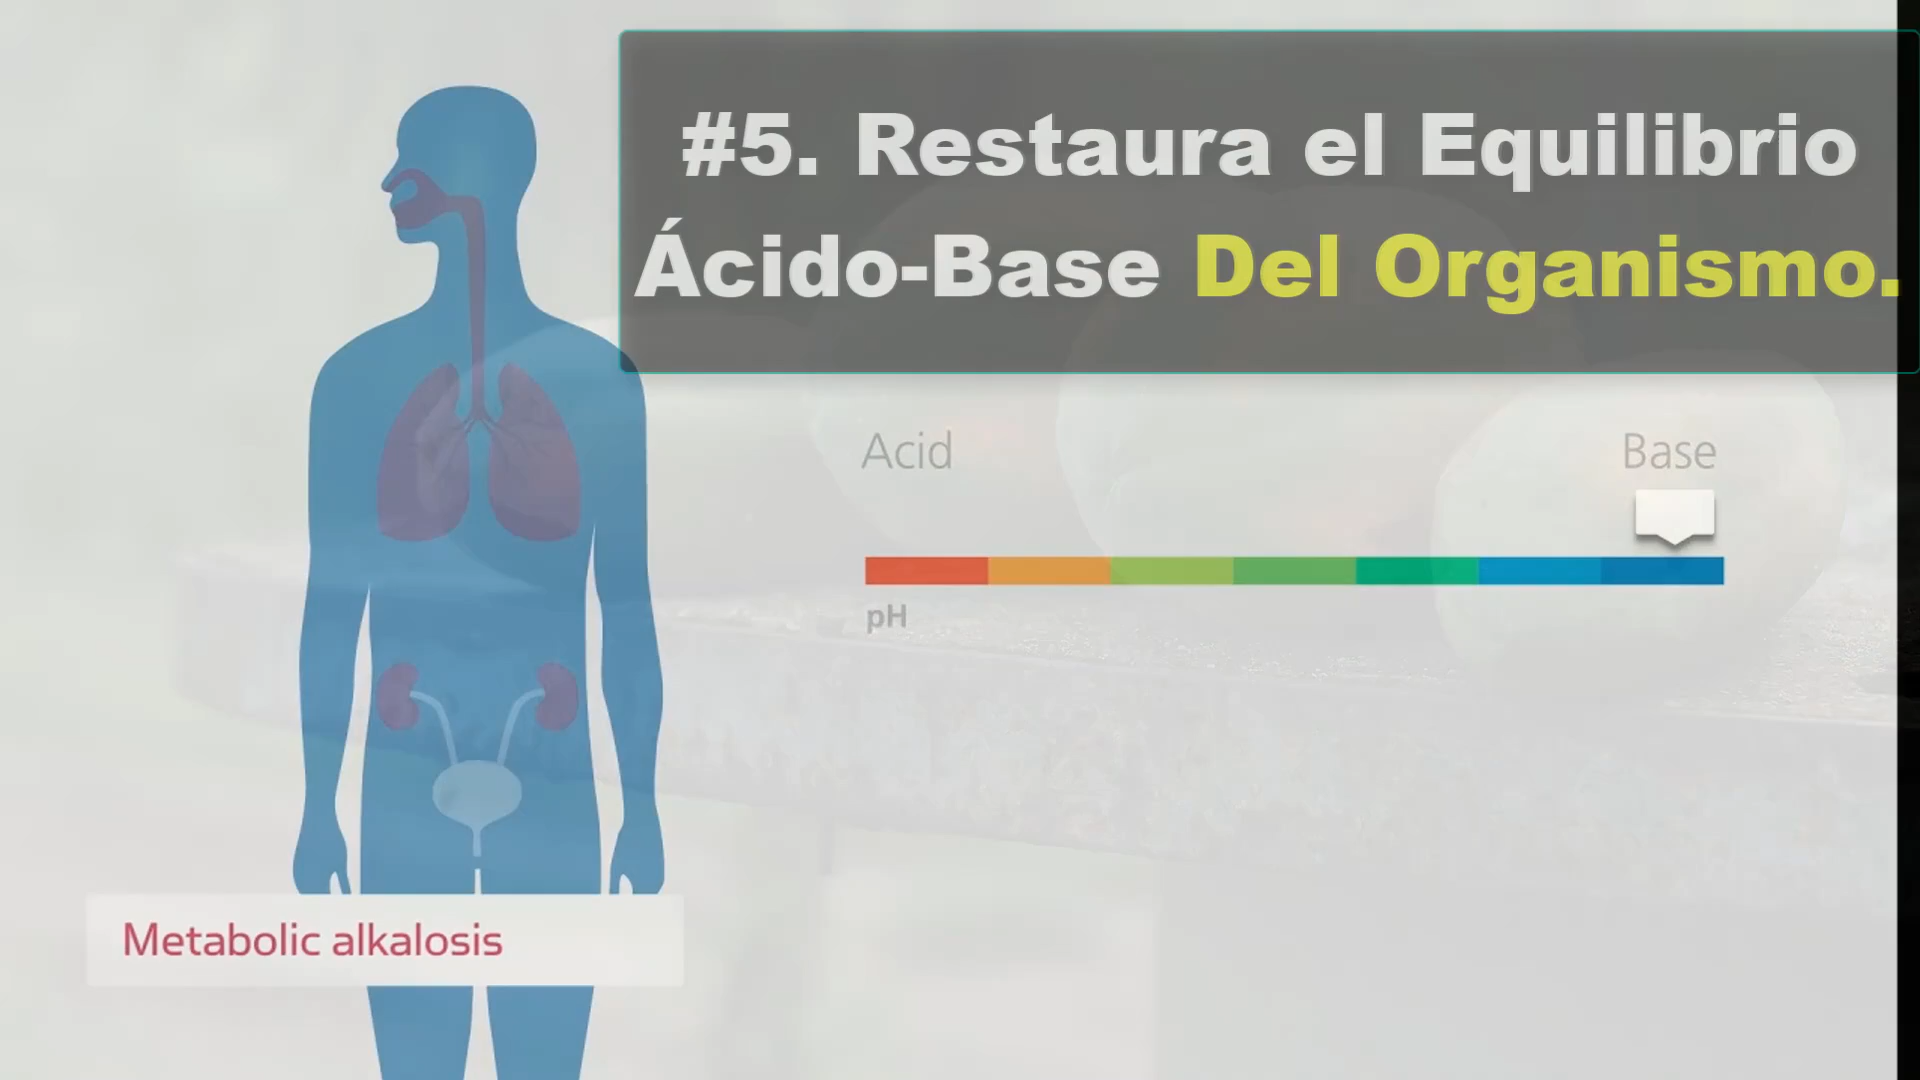 #5. Restaura el Equilibrio
Ácido-Base Del Organismo.
Acid
Base
pH
Metabolic alkalosis